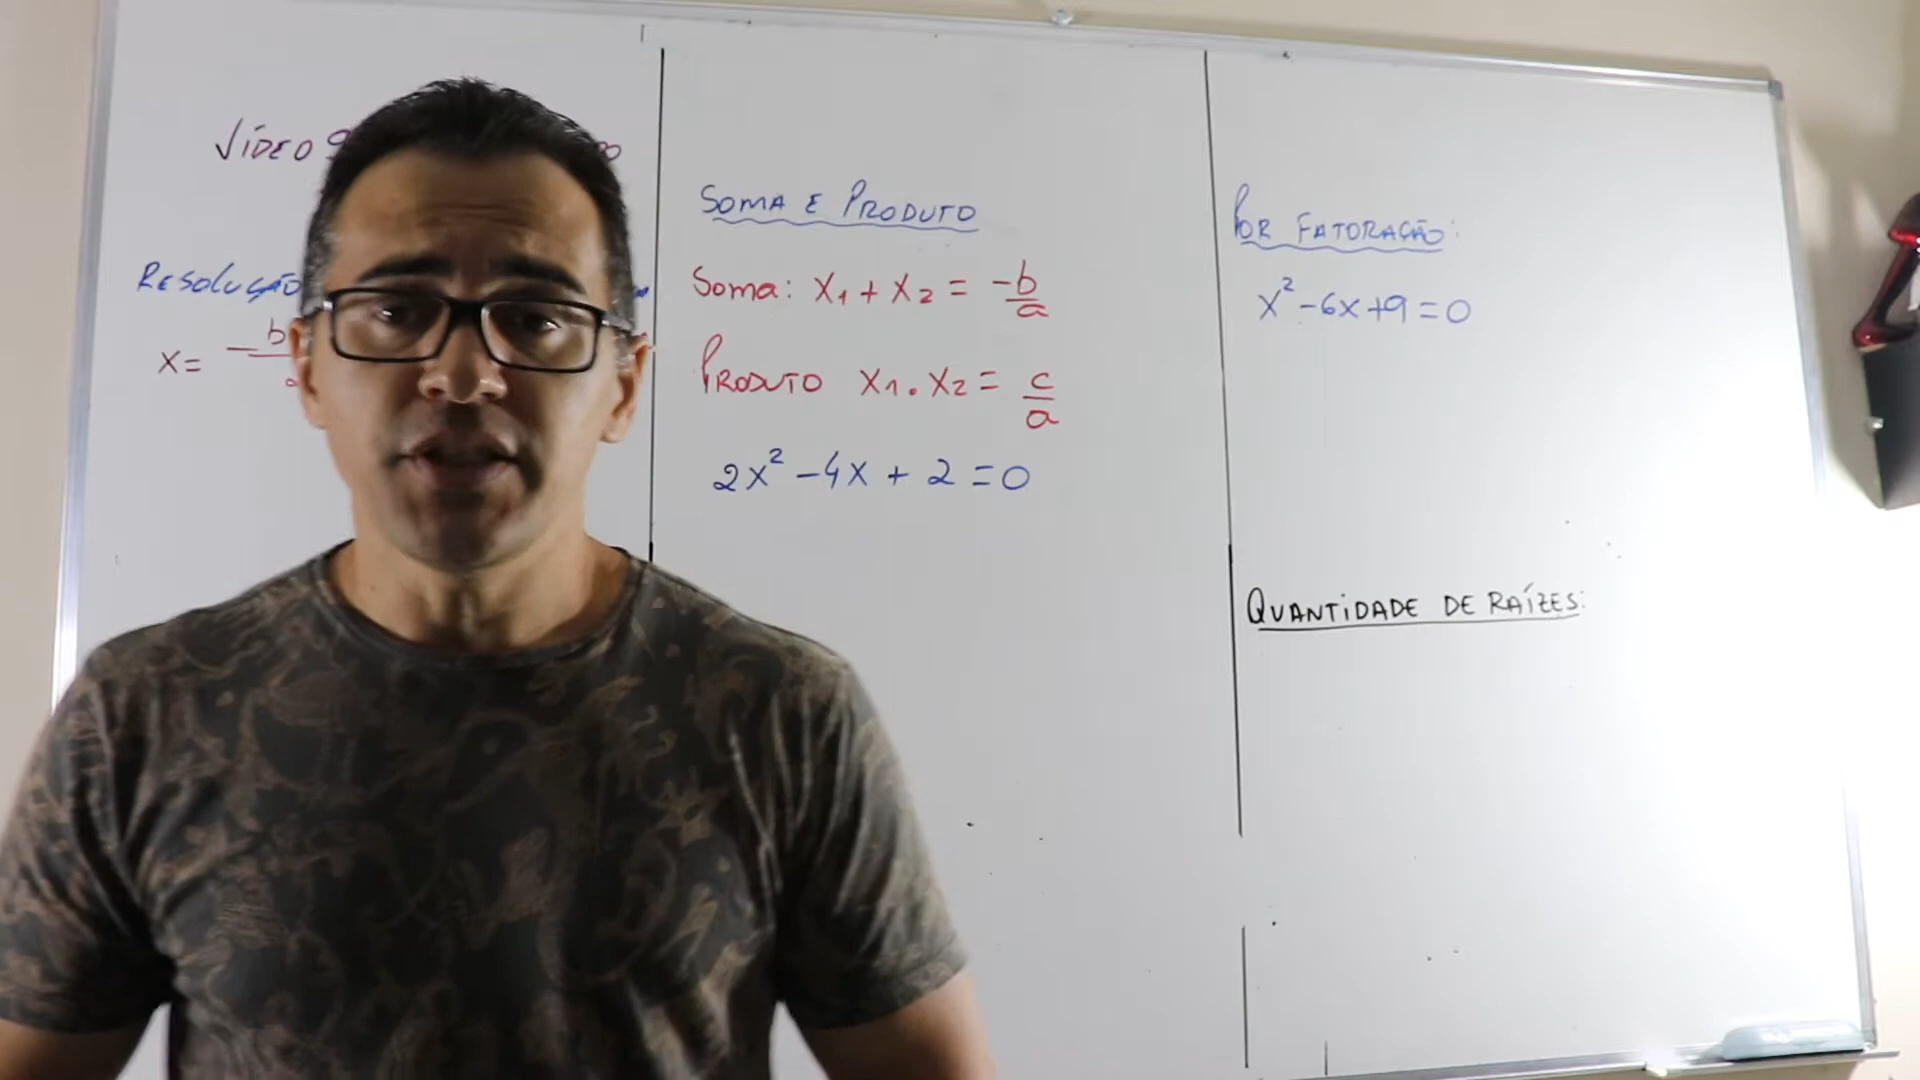 VÍDEO
RESOLUÇÃO
X =
SOMA E PRODUTO
Soma: X₁ + X₂ = -b/a
PRODUTO X₁ . X₂ = c/a
2x² - 4x + 2 = 0
POR FATORAÇÃO:
x² - 6x + 9 = 0
QUANTIDADE DE RAÍZES: